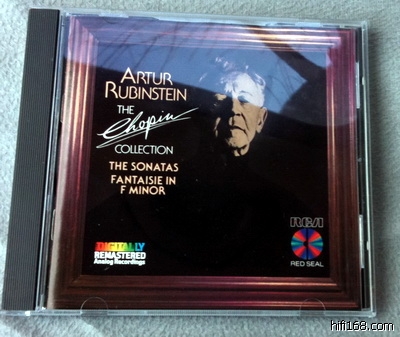 ARTUR
RUBINSTEIN
THE
Chopin
COLLECTION
THE SONATAS
FANTAISIE IN
F MINOR
DIGITALLY
REMASTERED
Analog Recordings
RCA
RED SEAL
hifi168.com